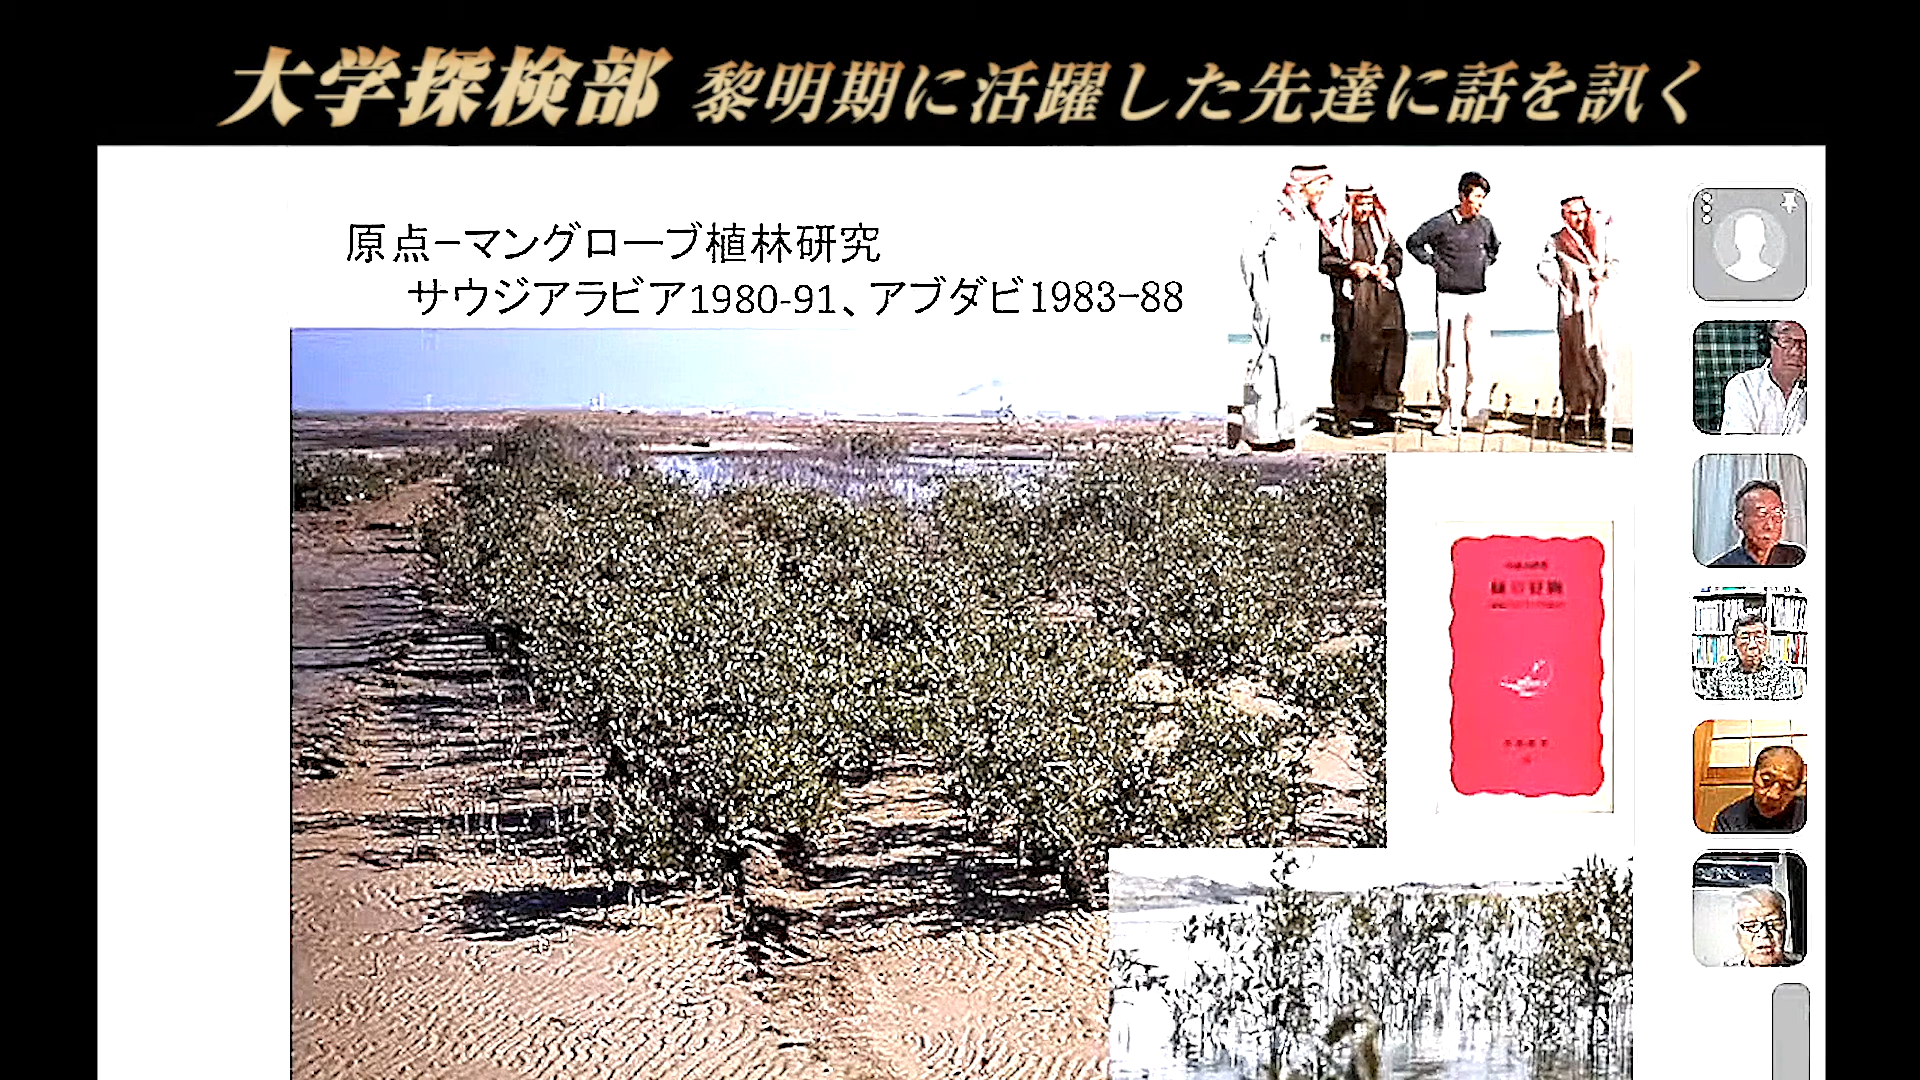 大学探検部 黎明期に活躍した先達に話を訊く
原点−マングローブ植林研究
サウジアラビア1980-91、アブダビ1983−88